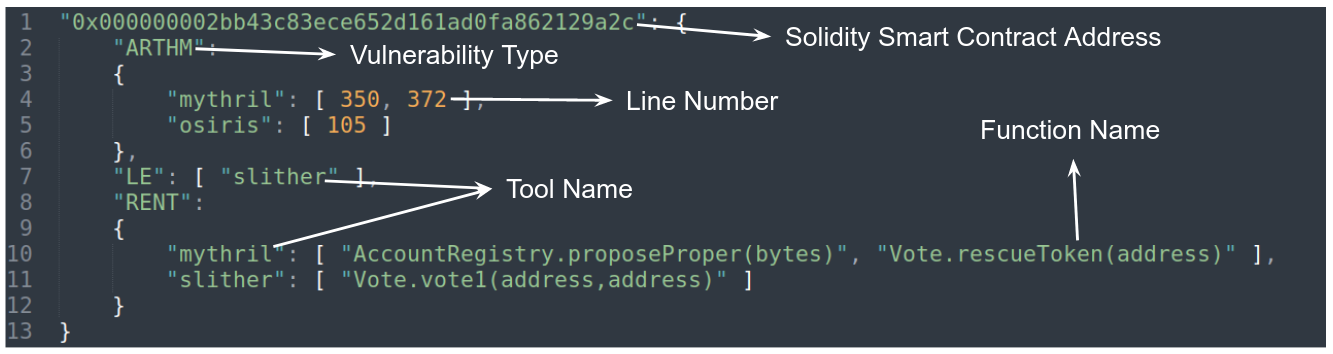 1 "0x000000002bb43c83ece652d161ad0fa862129a2c": { Solidity Smart Contract Address
2 "ARTHM": Vulnerability Type
3 {
4 "mythril": [ 350, 372 ], Line Number
5 "osiris": [ 105 ] Function Name
6 },
7 "LE": [ "slither" ], Tool Name
8 "RENT":
9 {
10 "mythril": [ "AccountRegistry.proposeProper(bytes)", "Vote.rescueToken(address)" ],
11 "slither": [ "Vote.vote1(address,address)" ]
12 }
13 }